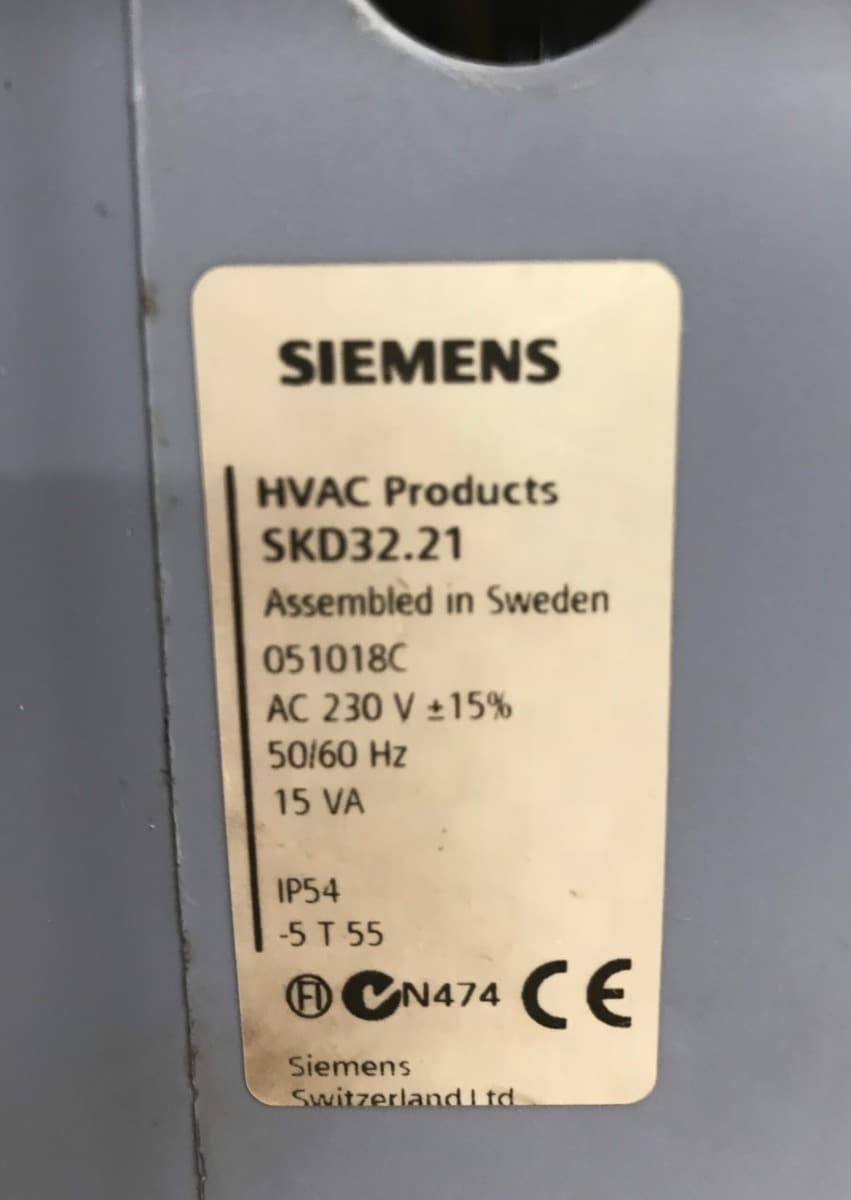 SIEMENS
HVAC Products
SKD32.21
Assembled in Sweden
051018C
AC 230 V ±15%
50/60 Hz
15 VA
IP54
-5 T 55
FI N474 CE
Siemens
Switzerland Ltd